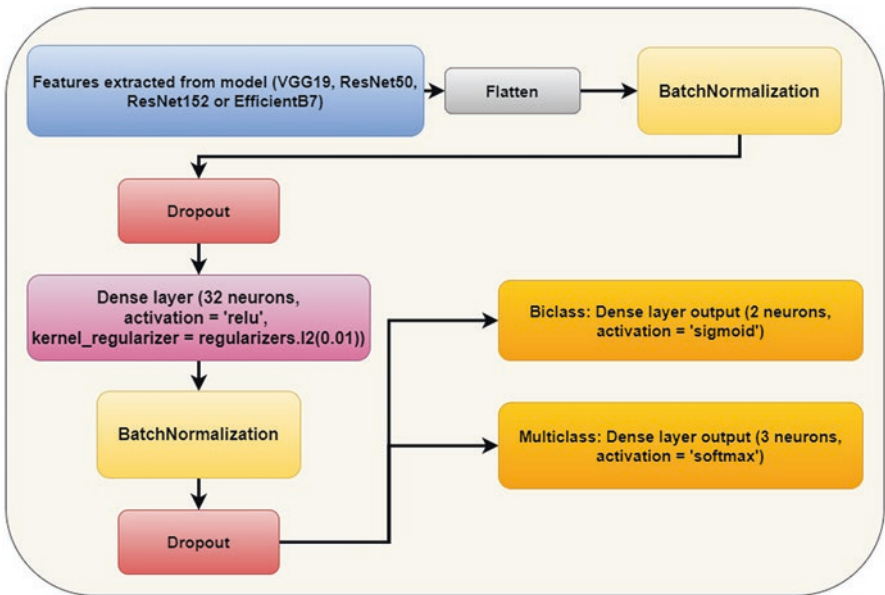 Features extracted from model (VGG19, ResNet50,
ResNet152 or EfficientB7)
Flatten
BatchNormalization
Dropout
Dense layer (32 neurons,
activation = 'relu',
kernel_regularizer = regularizers.l2(0.01))
BatchNormalization
Dropout
Biclass: Dense layer output (2 neurons,
activation = 'sigmoid')
Multiclass: Dense layer output (3 neurons,
activation = 'softmax')